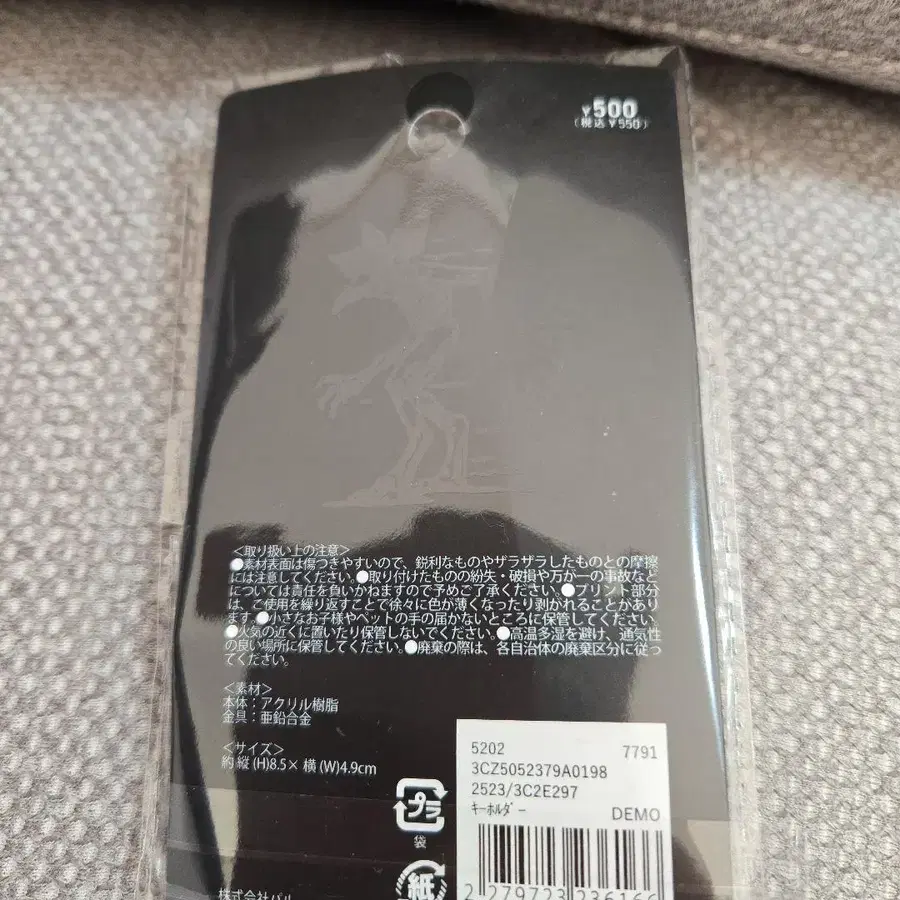 ¥500
(税込 ¥550)
＜取り扱い上の注意＞
●素材表面は傷つきやすいので、鋭利なものやザラザラしたものとの摩擦
には注意してください。●取り付けたものの紛失・破損や万が一の事故など
については責任を負いかねますので予めご了承ください。●プリント部分
は、ご使用を繰り返すことで徐々に色が薄くなったり剥がれることがあり
ます。●小さなお子様やペットの手の届かないところに保管してください。
●火気の近くに置いたり保管しないでください。●高温多湿を避け、通気性
の良い場所に保管してください。●廃棄の際は、各自治体の廃棄区分に従っ
てください。
＜素材＞
本体：アクリル樹脂
金具：亜鉛合金
＜サイズ＞
約 縦 (H)8.5× 横 (W)4.9cm
プラ
袋
紙
株式会社パル
5202 7791
3CZ5052379A0198
2523/3C2E297
ｷｰﾎﾙﾀﾞｰ DEMO
2 279723 236166